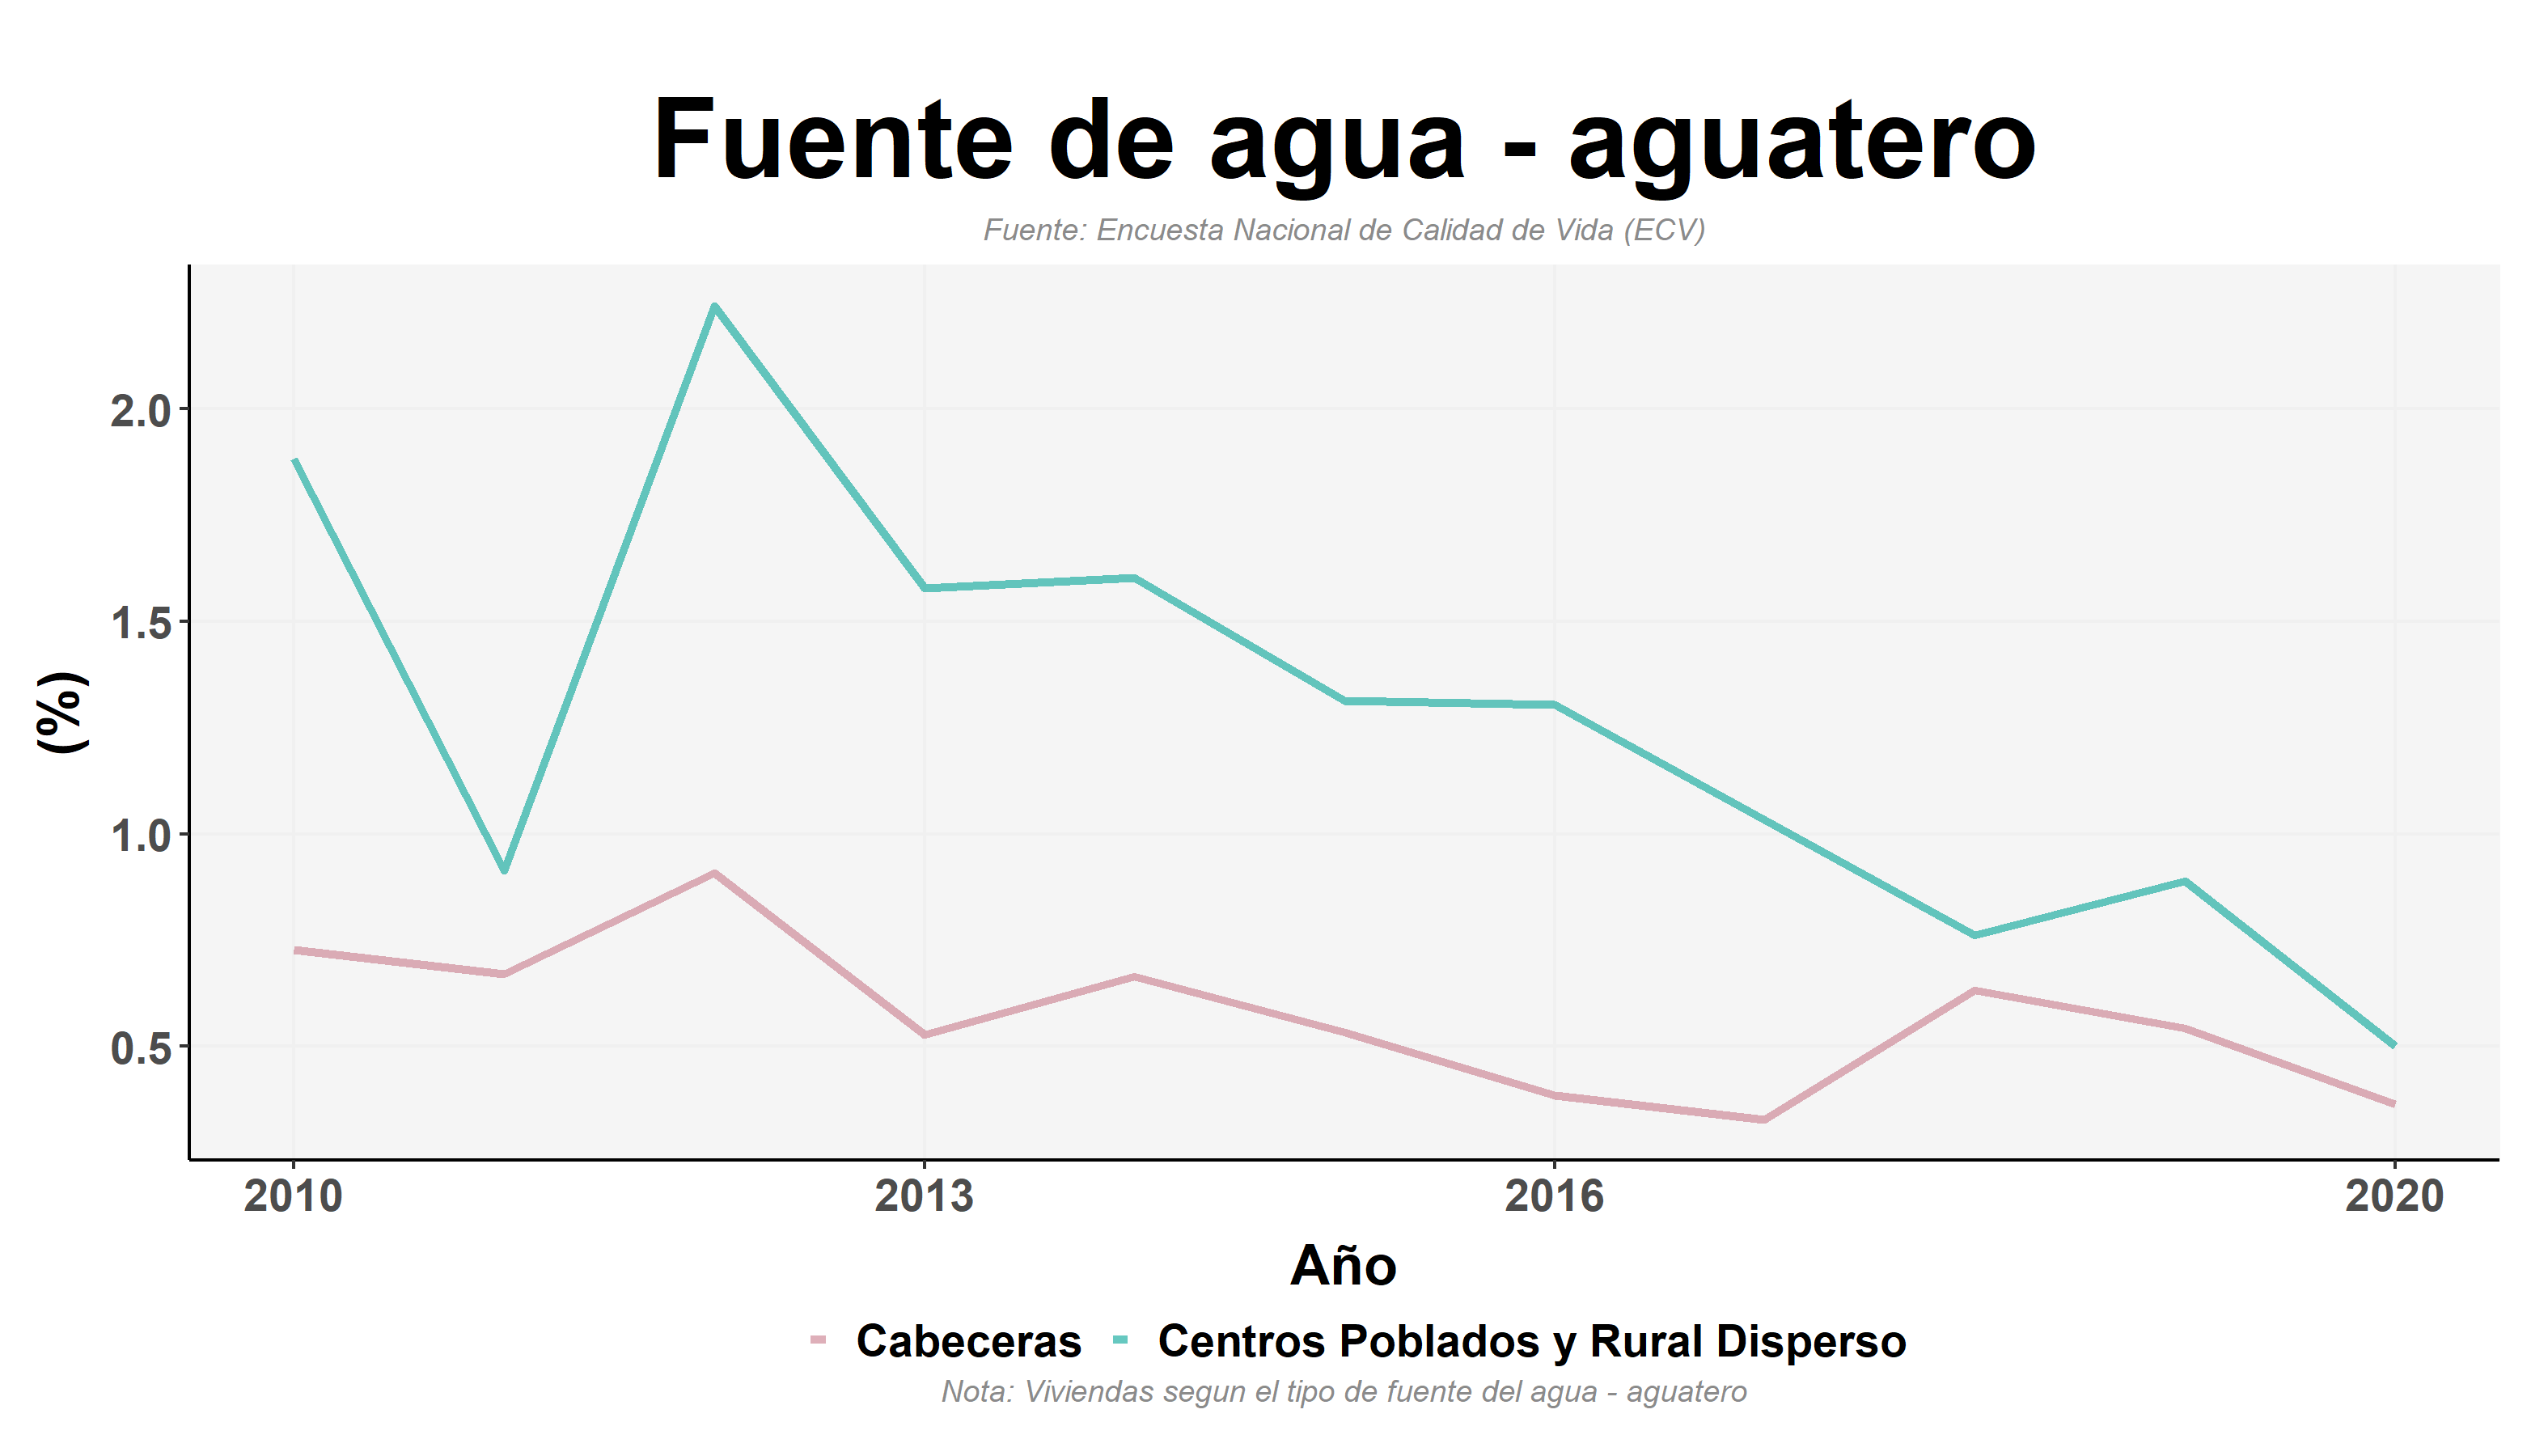 Fuente de agua - aguatero
Fuente: Encuesta Nacional de Calidad de Vida (ECV)
(%)
2.0
1.5
1.0
0.5
2010 2013 2016 2020
Año
Cabeceras Centros Poblados y Rural Disperso
Nota: Viviendas segun el tipo de fuente del agua - aguatero